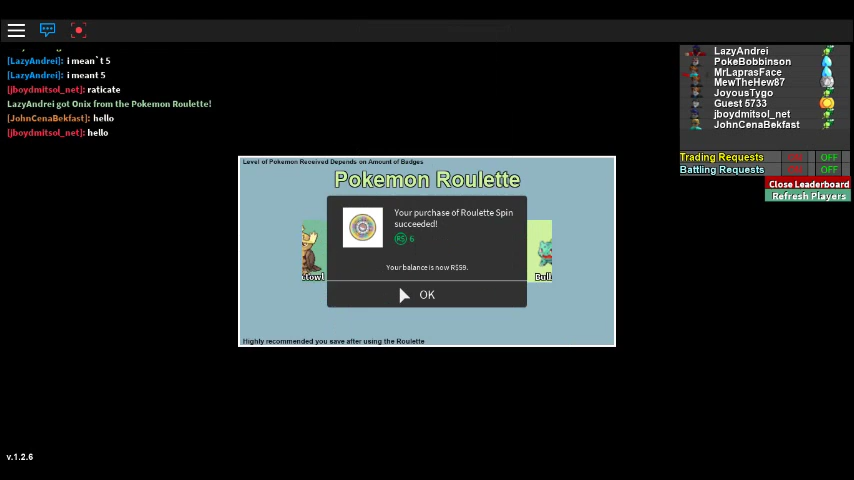 [LazyAndrei]: i mean`t 5
[LazyAndrei]: i meant 5
[jboydmitsol_net]: raticate
LazyAndrei got Onix from the Pokemon Roulette!
[JohnCenaBekfast]: hello
[jboydmitsol_net]: hello
LazyAndrei
PokeBobbinson
MrLaprasFace
MewTheHew87
JoyousTygo
Guest 5733
jboydmitsol_net
JohnCenaBekfast
Trading Requests ON OFF
Battling Requests ON OFF
Close Leaderboard
Refresh Players
Level of Pokemon Received Depends on Amount of Badges
Pokemon Roulette
Your purchase of Roulette Spin
succeeded!
R$ 6
Your balance is now R$59.
OK
Highly recommended you save after using the Roulette
v.1.2.6